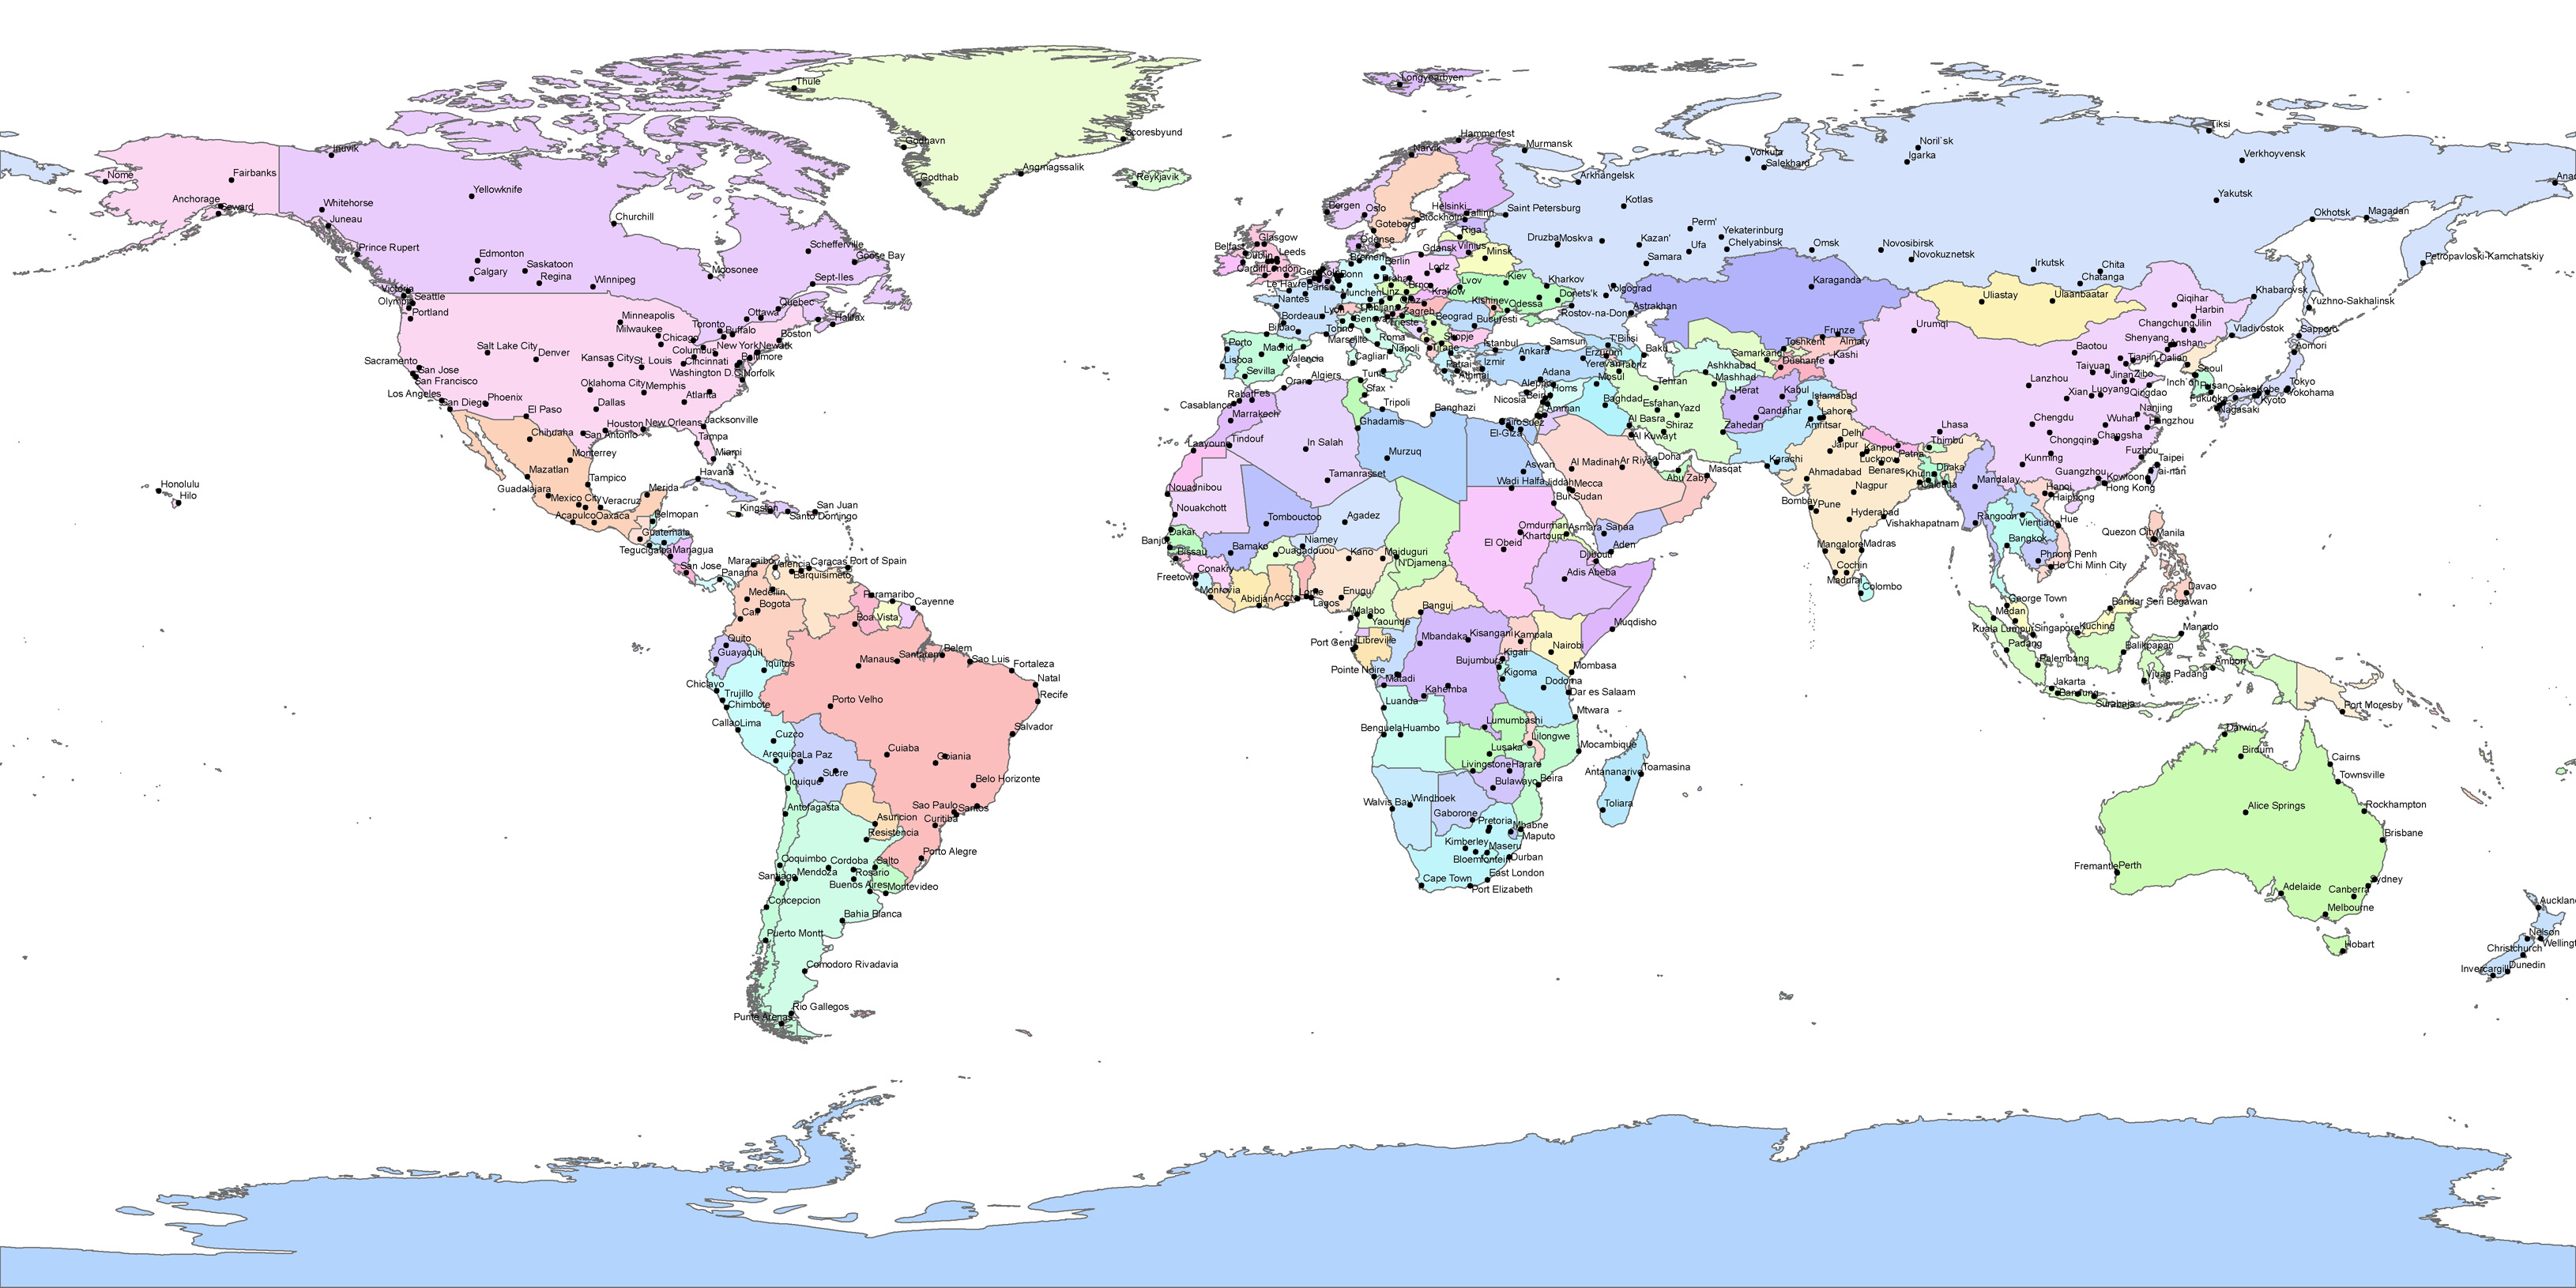 Thule
Longyearbyen
Scoresbysund
Godhavn
Angmagssalik
Godthab
Reykjavik
Hammerfest
Narvik
Murmansk
Vorkuta
Salekhard
Noril`sk
Igarka
Tiksi
Verkhoyvensk
Inuvik
Nome
Fairbanks
Anchorage
Seward
Yellowknife
Whitehorse
Juneau
Churchill
Prince Rupert
Edmonton
Calgary
Saskatoon
Regina
Winnipeg
Moosonee
Schefferville
Goose Bay
Sept-Iles
Arkhangelsk
Kotlas
Yakutsk
Okhotsk
Magadan
Bergen
Oslo
Stockholm
Helsinki
Tallinn
Saint Petersburg
Goteborg
Riga
Vilnius
Minsk
Druzba
Moskva
Kazan'
Perm'
Yekaterinburg
Ufa
Chelyabinsk
Samara
Omsk
Novosibirsk
Novokuznetsk
Irkutsk
Chita
Chatanga
Petropavloski-Kamchatskiy
Belfast
Glasgow
Dublin
Leeds
Cardiff
London
Odense
Gdansk
Bremen
Berlin
Lodz
Bonn
Le Havre
Paris
Nantes
Bordeaux
Lyon
Bilbao
Krakow
Lvov
Kiev
Kharkov
Donets'k
Volgograd
Astrakhan
Rostov-na-Donu
Kishinev
Odessa
Karaganda
Uliastay
Ulaanbaatar
Qiqihar
Harbin
Khabarovsk
Yuzhno-Sakhalinsk
Vladivostok
Victoria
Seattle
Olympia
Portland
Minneapolis
Milwaukee
Chicago
Toronto
Buffalo
Ottawa
Quebec
Halifax
Boston
New York
Newark
Columbus
Cincinnati
Baltimore
Washington D.C.
Norfolk
Salt Lake City
Denver
Kansas City
St. Louis
Sacramento
San Jose
San Francisco
Los Angeles
San Diego
Phoenix
Oklahoma City
Memphis
Atlanta
Dallas
El Paso
Houston
San Antonio
New Orleans
Jacksonville
Tampa
Miami
Chihuahua
Monterrey
Mazatlan
Tampico
Guadalajara
Mexico City
Veracruz
Merida
Acapulco
Oaxaca
Havana
Honolulu
Hilo
Kingston
Santo Domingo
San Juan
Belmopan
Guatemala
Tegucigalpa
Managua
San Jose
Panama
Maracaibo
Valencia
Caracas
Port of Spain
Barquisimeto
Medellin
Bogota
Cali
Paramaribo
Cayenne
Boa Vista
Quito
Guayaquil
Iquitos
Manaus
Santarem
Belem
Sao Luis
Fortaleza
Natal
Recife
Chiclayo
Trujillo
Chimbote
Porto Velho
Callao
Lima
Cuzco
Salvador
Arequipa
La Paz
Cuiaba
Goiania
Sucre
Iquique
Belo Horizonte
Antofagasta
Asuncion
Sao Paulo
Santos
Curitiba
Resistencia
Porto Alegre
Coquimbo
Cordoba
Salto
Santiago
Mendoza
Rosario
Buenos Aires
Montevideo
Concepcion
Bahia Blanca
Puerto Montt
Comodoro Rivadavia
Rio Gallegos
Punta Arenas
Munchen
Linz
Brno
Zagreb
Geneva
Torino
Trieste
Marseille
Roma
Napoli
Cagliari
Beograd
Bucuresti
Skopje
Tirane
Patrai
Athinai
Porto
Lisboa
Madrid
Valencia
Sevilla
Istanbul
Izmir
Ankara
Samsun
Adana
Erzurum
T'Bilisi
Yerevan
Baku
Tabriz
Mosul
Aleppo
Homs
Nicosia
Amman
Baghdad
Al Basra
Al Kuwayt
Tehran
Esfahan
Yazd
Shiraz
Ashkhabad
Mashhad
Herat
Kabul
Qandahar
Zahedan
Samarkand
Toshkent
Dushanbe
Frunze
Almaty
Kashi
Urumqi
Islamabad
Lahore
Amritsar
Karachi
Delhi
Jaipur
Kanpur
Lucknow
Patna
Benares
Thimbu
Lhasa
Dhaka
Khulna
Ahmadabad
Nagpur
Bombay
Pune
Hyderabad
Vishakhapatnam
Mangalore
Madras
Cochin
Madurai
Colombo
Baotou
Taiyuan
Tianjin
Dalian
Changchung
Jilin
Shenyang
Anshan
Lanzhou
Xian
Luoyang
Jinan
Zibo
Qingdao
Chengdu
Wuhan
Nanjing
Hangzhou
Chongqing
Changsha
Fuzhou
Kunming
Guangzhou
Kowloon
Hong Kong
Taipei
Tai-nan
Seoul
Inch'on
Pusan
Fukuoka
Nagasaki
Osaka
Kobe
Kyoto
Tokyo
Yokohama
Sapporo
Aomori
Oran
Algiers
Tunis
Sfax
Tripoli
Banghazi
Rabat
Fes
Casablanca
Marrakech
Laayoune
Tindouf
In Salah
Ghadamis
Murzuq
Tamanrasset
El-Giza
Suez
Aswan
Wadi Halfa
Al Madinah
Ar Riyad
Doha
Abu Zaby
Masqat
Jiddah
Mecca
Bur Sudan
Nouadhibou
Nouakchott
Dakar
Banjul
Bissau
Conakry
Freetown
Monrovia
Tombouctoo
Bamako
Ouagadougou
Niamey
Agadez
Kano
Maiduguri
N'Djamena
Abidjan
Accra
Lome
Lagos
Enugu
Malabo
Yaounde
Bangui
Omdurman
Khartoum
El Obeid
Asmara
Sanaa
Aden
Djibouti
Adis Abeba
Muqdisho
Port Gentil
Libreville
Pointe Noire
Mbandaka
Kisangani
Kampala
Nairobi
Kigali
Bujumbura
Kigoma
Mombasa
Matadi
Kahemba
Dodoma
Dar es Salaam
Luanda
Mtwara
Benguela
Huambo
Lumumbashi
Lilongwe
Lusaka
Mocambique
Livingstone
Harare
Bulawayo
Beira
Antananarivo
Toamasina
Toliara
Walvis Bay
Windhoek
Gaborone
Pretoria
Mbabne
Maputo
Kimberley
Maseru
Bloemfontein
Durban
East London
Cape Town
Port Elizabeth
Mandalay
Rangoon
Hanoi
Haiphong
Vientiane
Hue
Bangkok
Phnom Penh
Ho Chi Minh City
Quezon City
Manila
Davao
George Town
Medan
Kuala Lumpur
Singapore
Bandar Seri Begawan
Kuching
Manado
Padang
Palembang
Balikpapan
Ambon
Ujung Padang
Jakarta
Bandung
Surabaja
Port Moresby
Darwin
Birdum
Cairns
Townsville
Alice Springs
Rockhampton
Brisbane
Fremantle
Perth
Adelaide
Canberra
Sydney
Melbourne
Hobart
Nelson
Christchurch
Dunedin
Invercargill